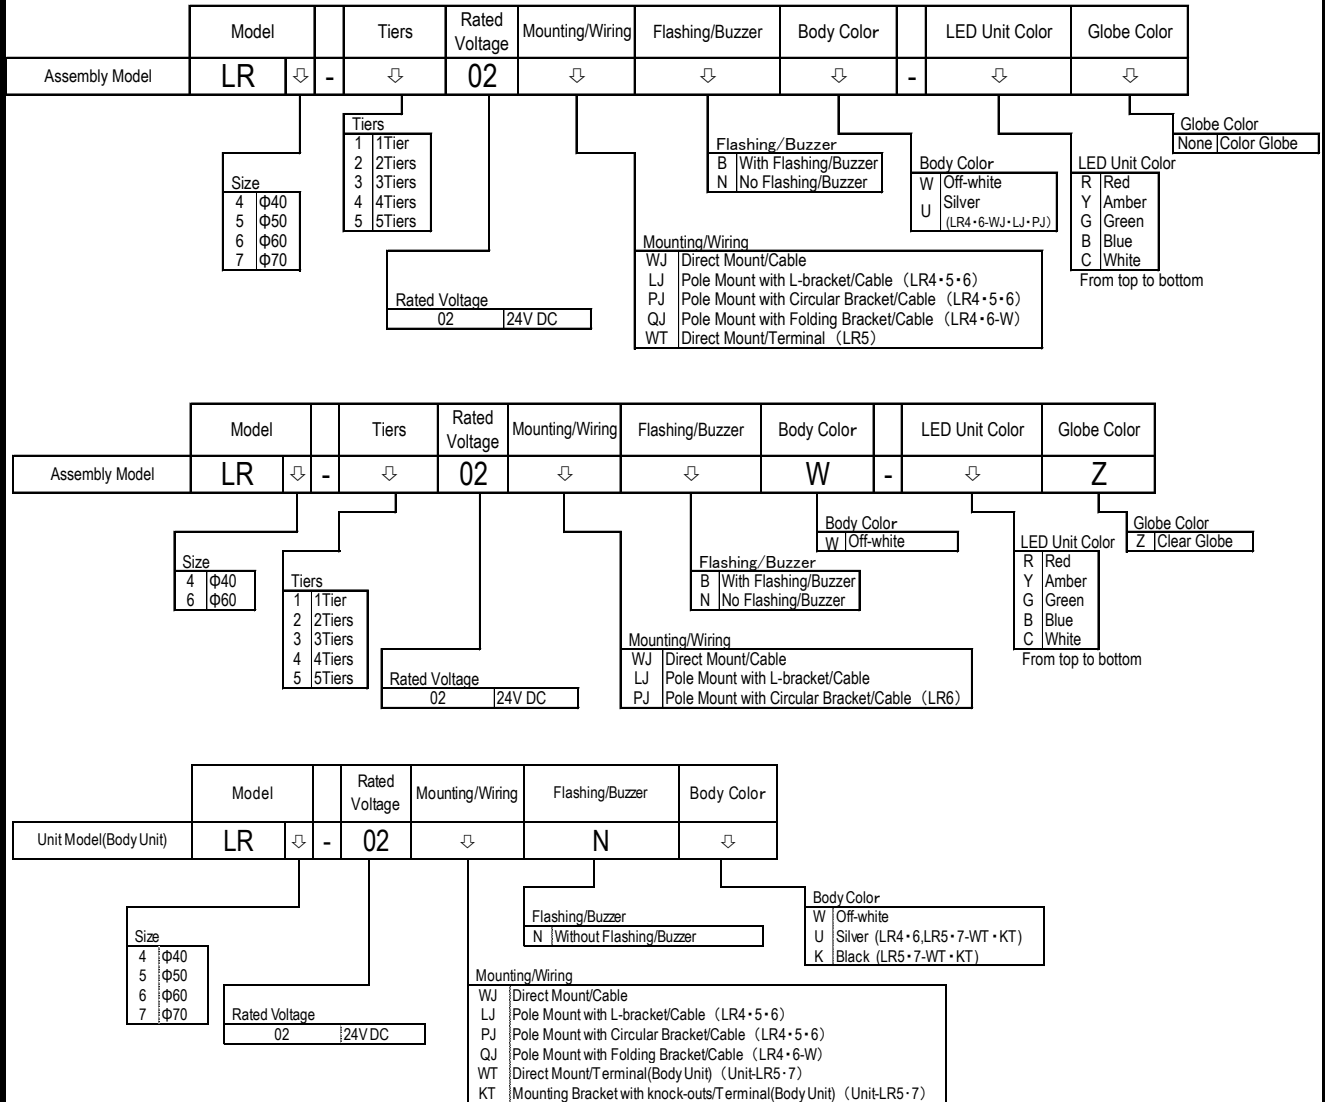 Model Tiers Rated Voltage Mounting/Wiring Flashing/Buzzer Body Color LED Unit Color Globe Color
Assembly Model LR ⇩ - ⇩ 02 ⇩ ⇩ ⇩ - ⇩ ⇩
Size
4 Φ40
5 Φ50
6 Φ60
7 Φ70
Tiers
1 1Tier
2 2Tiers
3 3Tiers
4 4Tiers
5 5Tiers
Rated Voltage
02 24V DC
Mounting/Wiring
WJ Direct Mount/Cable
LJ Pole Mount with L-bracket/Cable (LR4・5・6)
PJ Pole Mount with Circular Bracket/Cable (LR4・5・6)
QJ Pole Mount with Folding Bracket/Cable (LR4・6-W)
WT Direct Mount/Terminal (LR5)
Flashing/Buzzer
B With Flashing/Buzzer
N No Flashing/Buzzer
Body Color
W Off-white
U Silver
(LR4・6-WJ・LJ・PJ)
LED Unit Color
R Red
Y Amber
G Green
B Blue
C White
From top to bottom
Globe Color
None Color Globe
Model Tiers Rated Voltage Mounting/Wiring Flashing/Buzzer Body Color LED Unit Color Globe Color
Assembly Model LR ⇩ - ⇩ 02 ⇩ ⇩ W - ⇩ Z
Size
4 Φ40
6 Φ60
Tiers
1 1Tier
2 2Tiers
3 3Tiers
4 4Tiers
5 5Tiers
Rated Voltage
02 24V DC
Mounting/Wiring
WJ Direct Mount/Cable
LJ Pole Mount with L-bracket/Cable
PJ Pole Mount with Circular Bracket/Cable (LR6)
Flashing/Buzzer
B With Flashing/Buzzer
N No Flashing/Buzzer
Body Color
W Off-white
LED Unit Color
R Red
Y Amber
G Green
B Blue
C White
From top to bottom
Globe Color
Z Clear Globe
Model Rated Voltage Mounting/Wiring Flashing/Buzzer Body Color
Unit Model(Body Unit) LR ⇩ - 02 ⇩ N ⇩
Size
4 Φ40
5 Φ50
6 Φ60
7 Φ70
Rated Voltage
02 24V DC
Flashing/Buzzer
N Without Flashing/Buzzer
Body Color
W Off-white
U Silver (LR4・6,LR5・7-WT・KT)
K Black (LR5・7-WT・KT)
Mounting/Wiring
WJ Direct Mount/Cable
LJ Pole Mount with L-bracket/Cable (LR4・5・6)
PJ Pole Mount with Circular Bracket/Cable (LR4・5・6)
QJ Pole Mount with Folding Bracket/Cable (LR4・6-W)
WT Direct Mount/Terminal(Body Unit) (Unit-LR5・7)
KT Mounting Bracket with knock-outs/Terminal(Body Unit) (Unit-LR5・7)